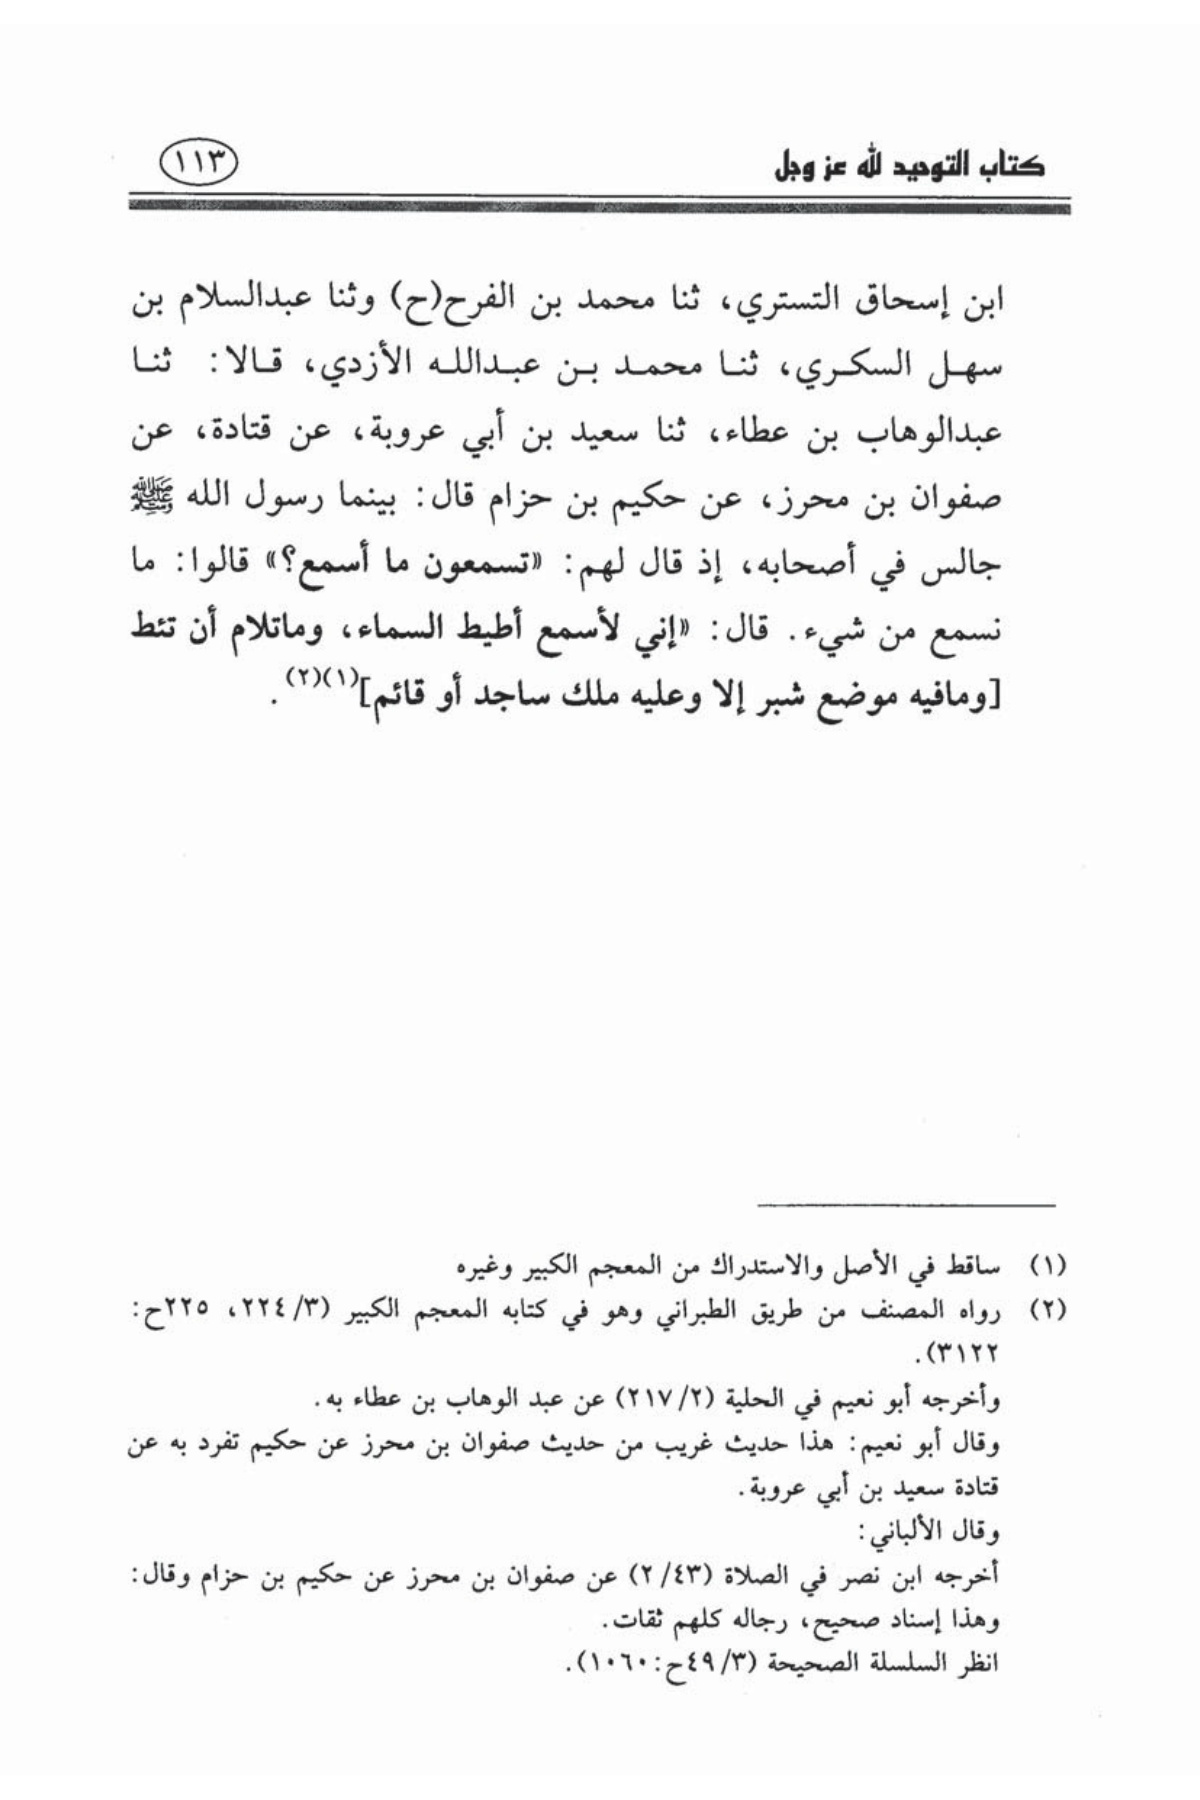 كتاب التوحيد لله عز وجل
١١٣
ابن إسحاق التستري، ثنا محمد بن الفرح(ح) وثنا عبدالسلام بن
سهل السكري، ثنا محمد بن عبدالله الأزدي، قالا: ثنا
عبدالوهاب بن عطاء، ثنا سعيد بن أبي عروبة، عن قتادة، عن
صفوان بن محرز، عن حكيم بن حزام قال: بينما رسول الله ﷺ
جالس في أصحابه، إذ قال لهم: «تسمعون ما أسمع؟» قالوا: ما
نسمع من شيء. قال: «إني لأسمع أطيط السماء، وماتلام أن تئط
[ومافيه موضع شبر إلا وعليه ملك ساجد أو قائم](١)(٢).
(١) ساقط في الأصل والاستدراك من المعجم الكبير وغيره
(٢) رواه المصنف من طريق الطبراني وهو في كتابه المعجم الكبير (٣/ ٢٢٤، ٢٢٥ح:
٣١٢٢).
وأخرجه أبو نعيم في الحلية (٢/ ٢١٧) عن عبد الوهاب بن عطاء به.
وقال أبو نعيم: هذا حديث غريب من حديث صفوان بن محرز عن حكيم تفرد به عن
قتادة سعيد بن أبي عروبة.
وقال الألباني:
أخرجه ابن نصر في الصلاة (٤٣/ ٢) عن صفوان بن محرز عن حكيم بن حزام وقال:
وهذا إسناد صحيح، رجاله كلهم ثقات.
انظر السلسلة الصحيحة (٣/ ٤٩ح: ١٠٦٠).